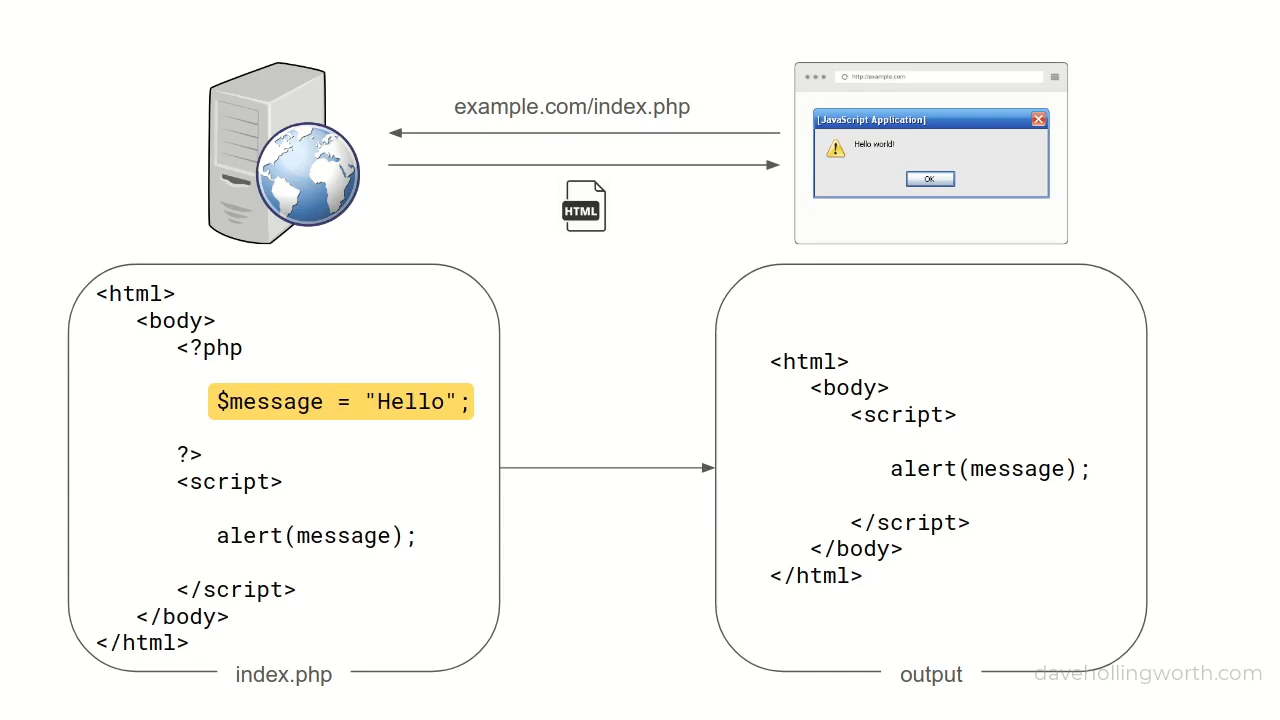 example.com/index.php
HTML
http://example.com
[JavaScript Application]
Hello world!
OK
<html>
<body>
<?php
$message = "Hello";
?>
<script>
alert(message);
</script>
</body>
</html>
index.php
<html>
<body>
<script>
alert(message);
</script>
</body>
</html>
output
davehollingworth.com